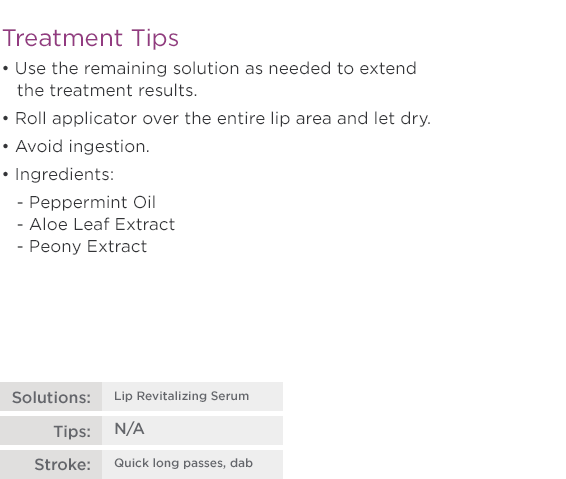 Treatment Tips
• Use the remaining solution as needed to extend
the treatment results.
• Roll applicator over the entire lip area and let dry.
• Avoid ingestion.
• Ingredients:
- Peppermint Oil
- Aloe Leaf Extract
- Peony Extract
Solutions: Lip Revitalizing Serum
Tips: N/A
Stroke: Quick long passes, dab